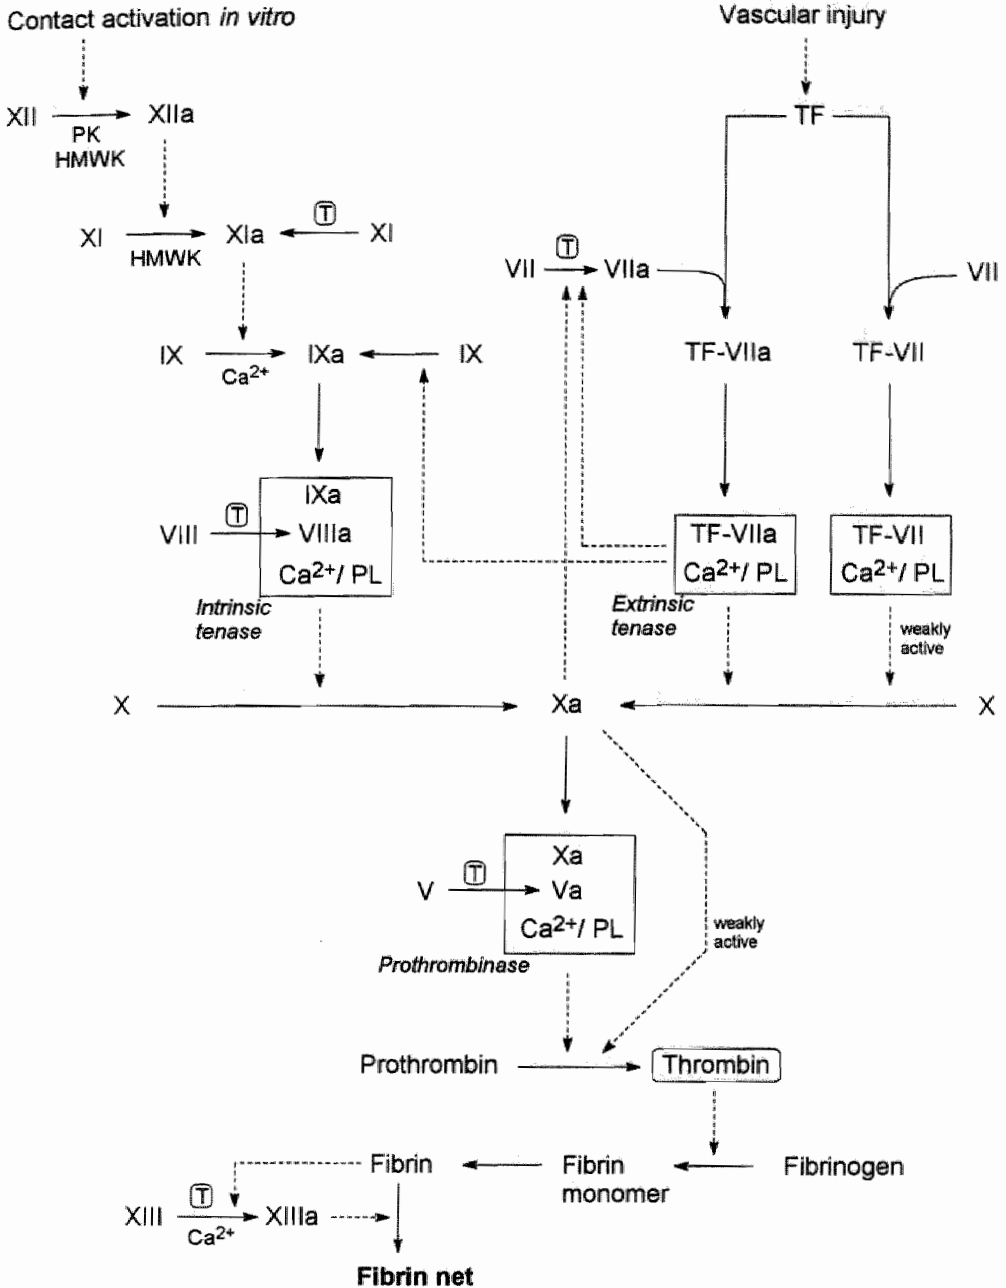 Contact activation in vitro
Vascular injury
XII
XIIa
PK
HMWK
TF
XI
HMWK
XIa
T
XI
VII
T
VIIa
VII
IX
Ca2+
IXa
IX
TF-VIIa
TF-VII
IXa
VIII
T
VIIIa
Ca2+/ PL
Intrinsic
tenase
TF-VIIa
Ca2+/ PL
Extrinsic
tenase
TF-VII
Ca2+/ PL
weakly
active
X
Xa
X
Xa
V
T
Va
Ca2+/ PL
Prothrombinase
weakly
active
Prothrombin
Thrombin
Fibrin
Fibrin
monomer
Fibrinogen
XIII
T
Ca2+
XIIIa
Fibrin net